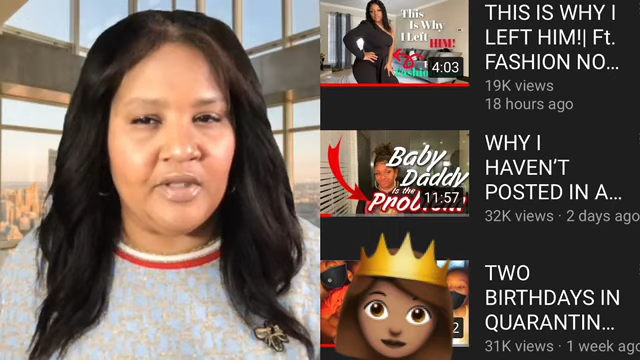 THIS IS WHY I
LEFT HIM!| Ft.
FASHION NO...
19K views
18 hours ago
This
Is Why
I Left
HIM!
Fashio
4:03
WHY I
HAVEN'T
POSTED IN A...
32K views · 2 days ago
Baby
Daddy
is the
Problem
11:57
TWO
BIRTHDAYS IN
QUARANTIN...
31K views · 1 week ago
2